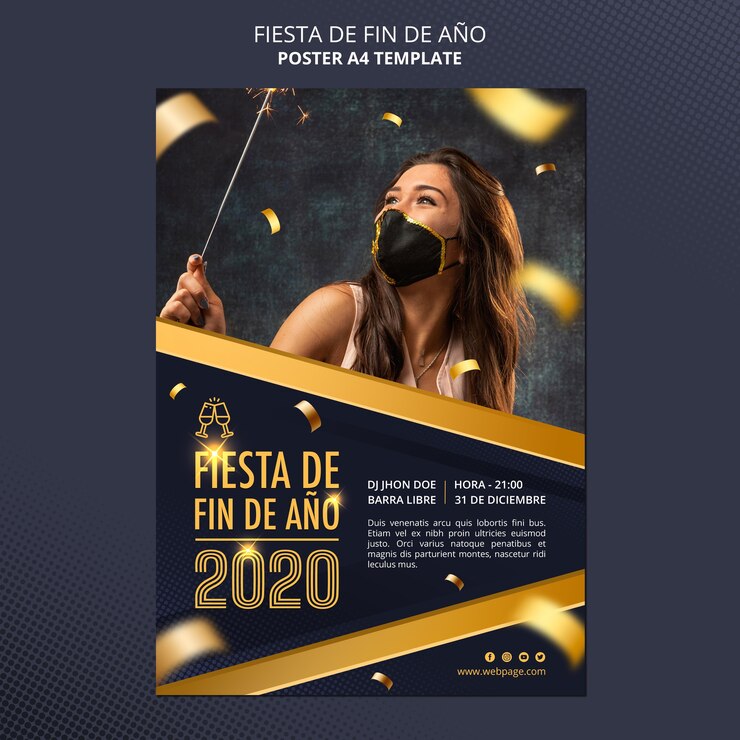 FIESTA DE FIN DE AÑO
POSTER A4 TEMPLATE
FIESTA DE
FIN DE AÑO
2020
DJ JHON DOE
BARRA LIBRE
HORA - 21:00
31 DE DICIEMBRE
Duis venenatis arcu quis lobortis fini bus.
Etiam vel ex nibh proin ultricies euismod
justo. Orci varius natoque penatibus et
magnis dis parturient montes, nascetur ridi
leculus mus.
www.webpage.com